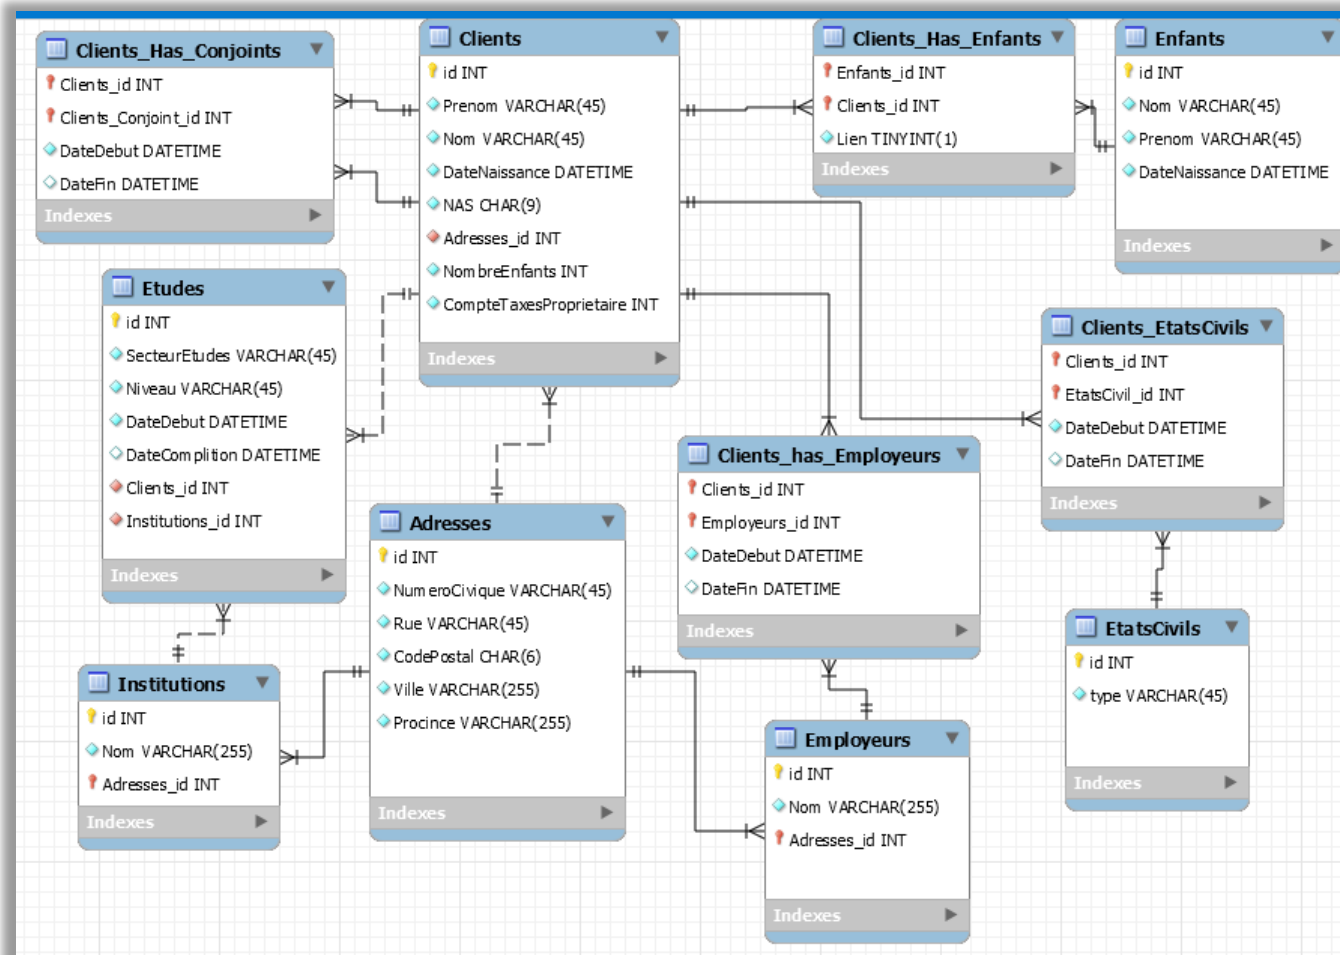 Clients_Has_Conjoints
Clients_id INT
Clients_Conjoint_id INT
DateDebut DATETIME
DateFin DATETIME
Indexes
Clients
id INT
Prenom VARCHAR(45)
Nom VARCHAR(45)
DateNaissance DATETIME
NAS CHAR(9)
Adresses_id INT
NombreEnfants INT
CompteTaxesProprietaire INT
Indexes
Clients_Has_Enfants
Enfants_id INT
Clients_id INT
Lien TINYINT(1)
Indexes
Enfants
id INT
Nom VARCHAR(45)
Prenom VARCHAR(45)
DateNaissance DATETIME
Indexes
Etudes
id INT
SecteurEtudes VARCHAR(45)
Niveau VARCHAR(45)
DateDebut DATETIME
DateComplition DATETIME
Clients_id INT
Institutions_id INT
Indexes
Clients_EtatsCivils
Clients_id INT
EtatsCivil_id INT
DateDebut DATETIME
DateFin DATETIME
Indexes
Clients_has_Employeurs
Clients_id INT
Employeurs_id INT
DateDebut DATETIME
DateFin DATETIME
Indexes
Adresses
id INT
NumeroCivique VARCHAR(45)
Rue VARCHAR(45)
CodePostal CHAR(6)
Ville VARCHAR(255)
Procince VARCHAR(255)
Indexes
EtatsCivils
id INT
type VARCHAR(45)
Indexes
Institutions
id INT
Nom VARCHAR(255)
Adresses_id INT
Indexes
Employeurs
id INT
Nom VARCHAR(255)
Adresses_id INT
Indexes